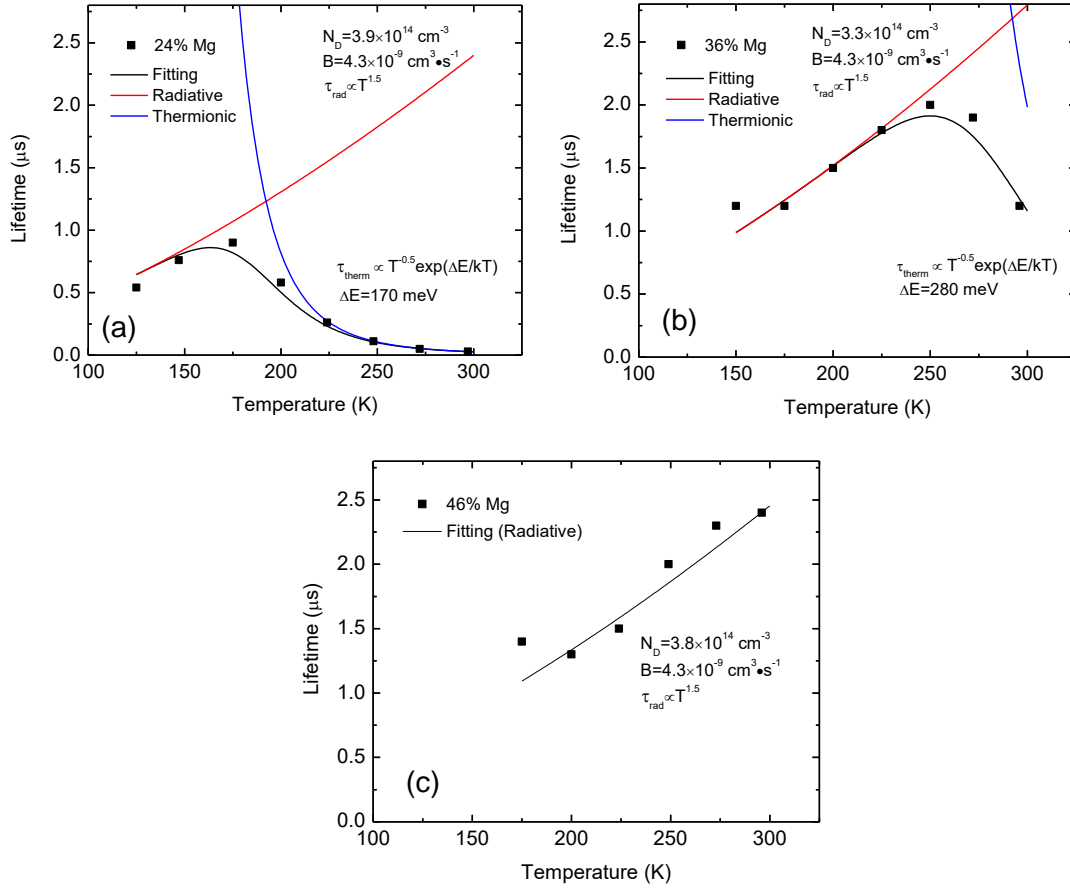 2.5
2.0
1.5
1.0
0.5
0.0
100 150 200 250 300
Lifetime (μs)
Temperature (K)
24% Mg
Fitting
Radiative
Thermionic
N_D=3.9×10^14 cm^-3
B=4.3×10^-9 cm^3•s^-1
τ_rad∝T^1.5
τ_therm∝ T^-0.5exp(ΔE/kT)
ΔE=170 meV
(a)
2.5
2.0
1.5
1.0
0.5
0.0
100 150 200 250 300
Lifetime (μs)
Temperature (K)
36% Mg
Fitting
Radiative
Thermionic
N_D=3.3×10^14 cm^-3
B=4.3×10^-9 cm^3•s^-1
τ_rad∝T^1.5
τ_therm∝ T^-0.5exp(ΔE/kT)
ΔE=280 meV
(b)
2.5
2.0
1.5
1.0
0.5
0.0
100 150 200 250 300
Lifetime (μs)
Temperature (K)
46% Mg
Fitting (Radiative)
N_D=3.8×10^14 cm^-3
B=4.3×10^-9 cm^3•s^-1
τ_rad∝T^1.5
(c)